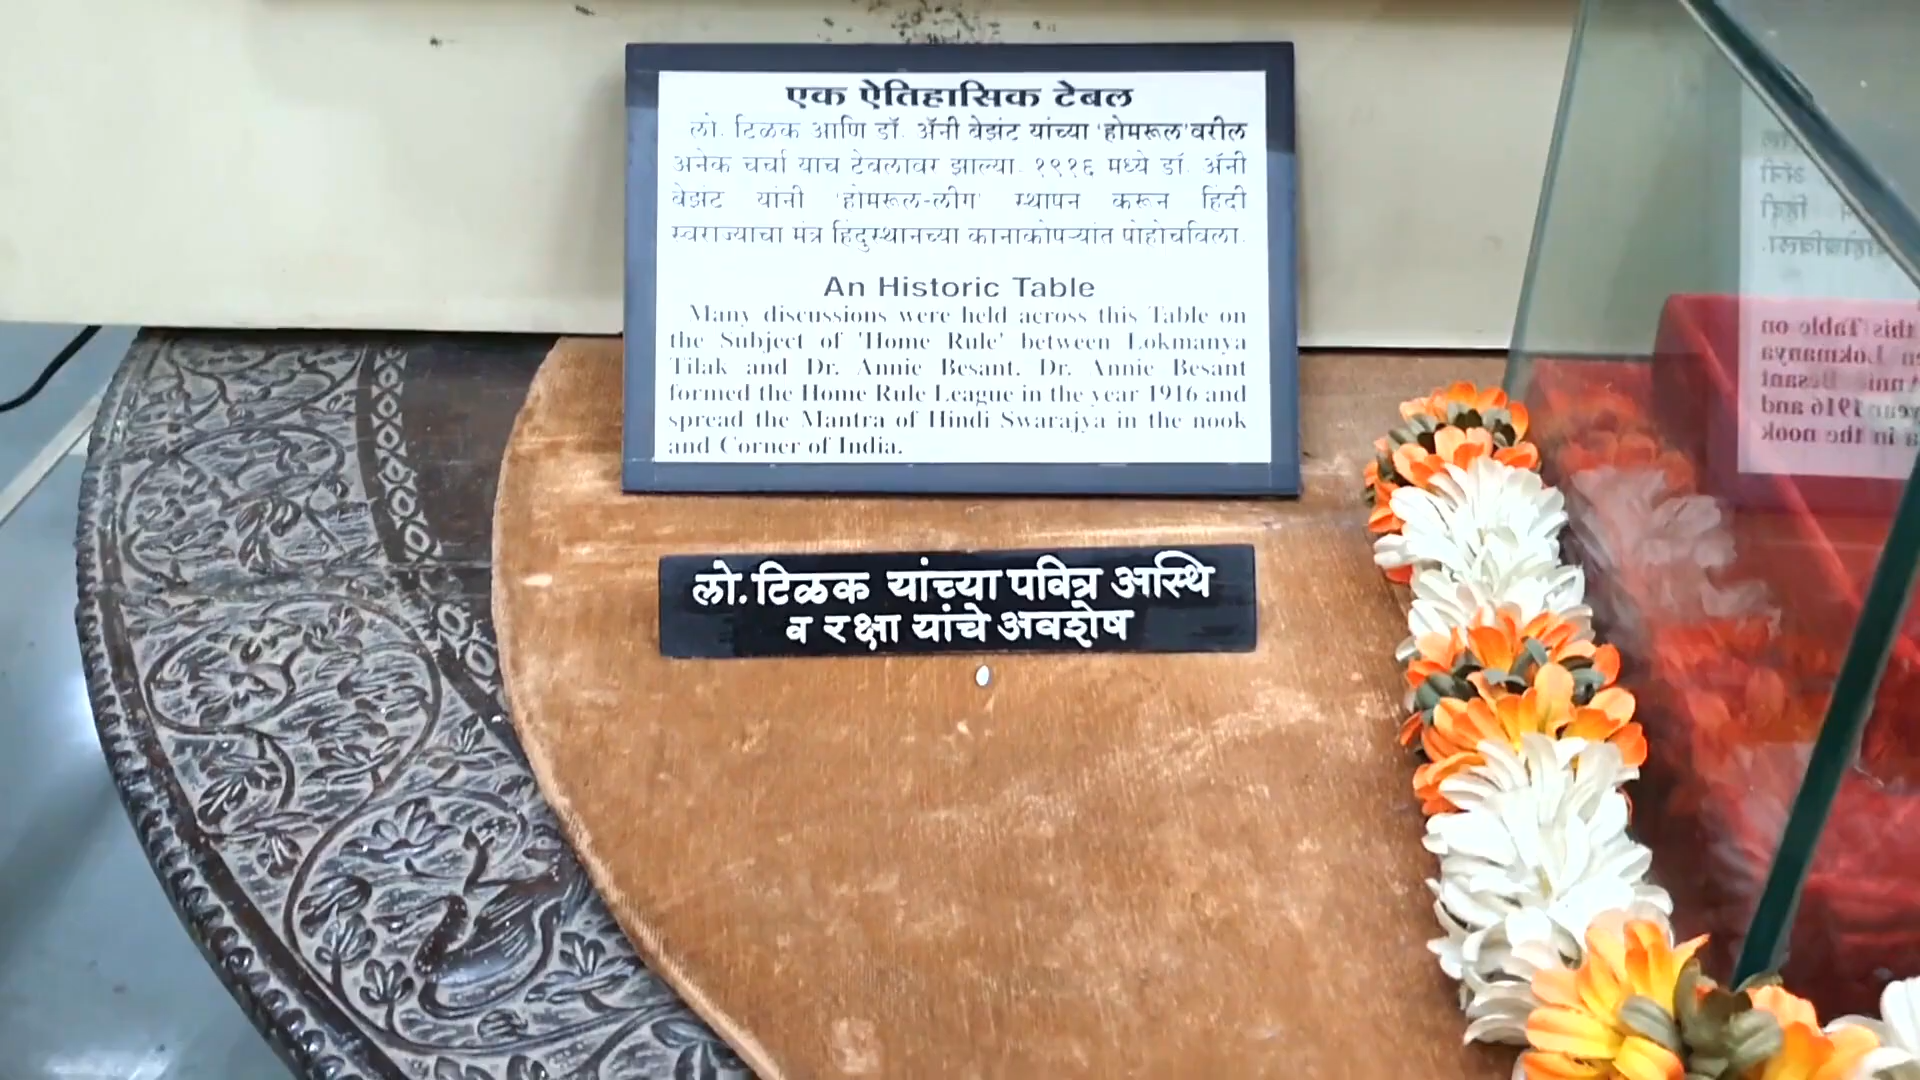 एक ऐतिहासिक टेबल
लो. टिळक आणि डॉ. ॲनी बेझंट यांच्या 'होमरूल'वरील
अनेक चर्चा याच टेबलावर झाल्या. १९१६ मध्ये डॉ. ॲनी
बेझंट यांनी 'होमरूल-लीग' स्थापन करून हिंदी
स्वराज्याचा मंत्र हिंदुस्थानच्या कानाकोपऱ्यांत पोहोचविला.
An Historic Table
Many discussions were held across this Table on
the Subject of 'Home Rule' between Lokmanya
Tilak and Dr. Annie Besant. Dr. Annie Besant
formed the Home Rule League in the year 1916 and
spread the Mantra of Hindi Swarajya in the nook
and Corner of India.
लो. टिळक यांच्या पवित्र अस्थि
व रक्षा यांचे अवशेष